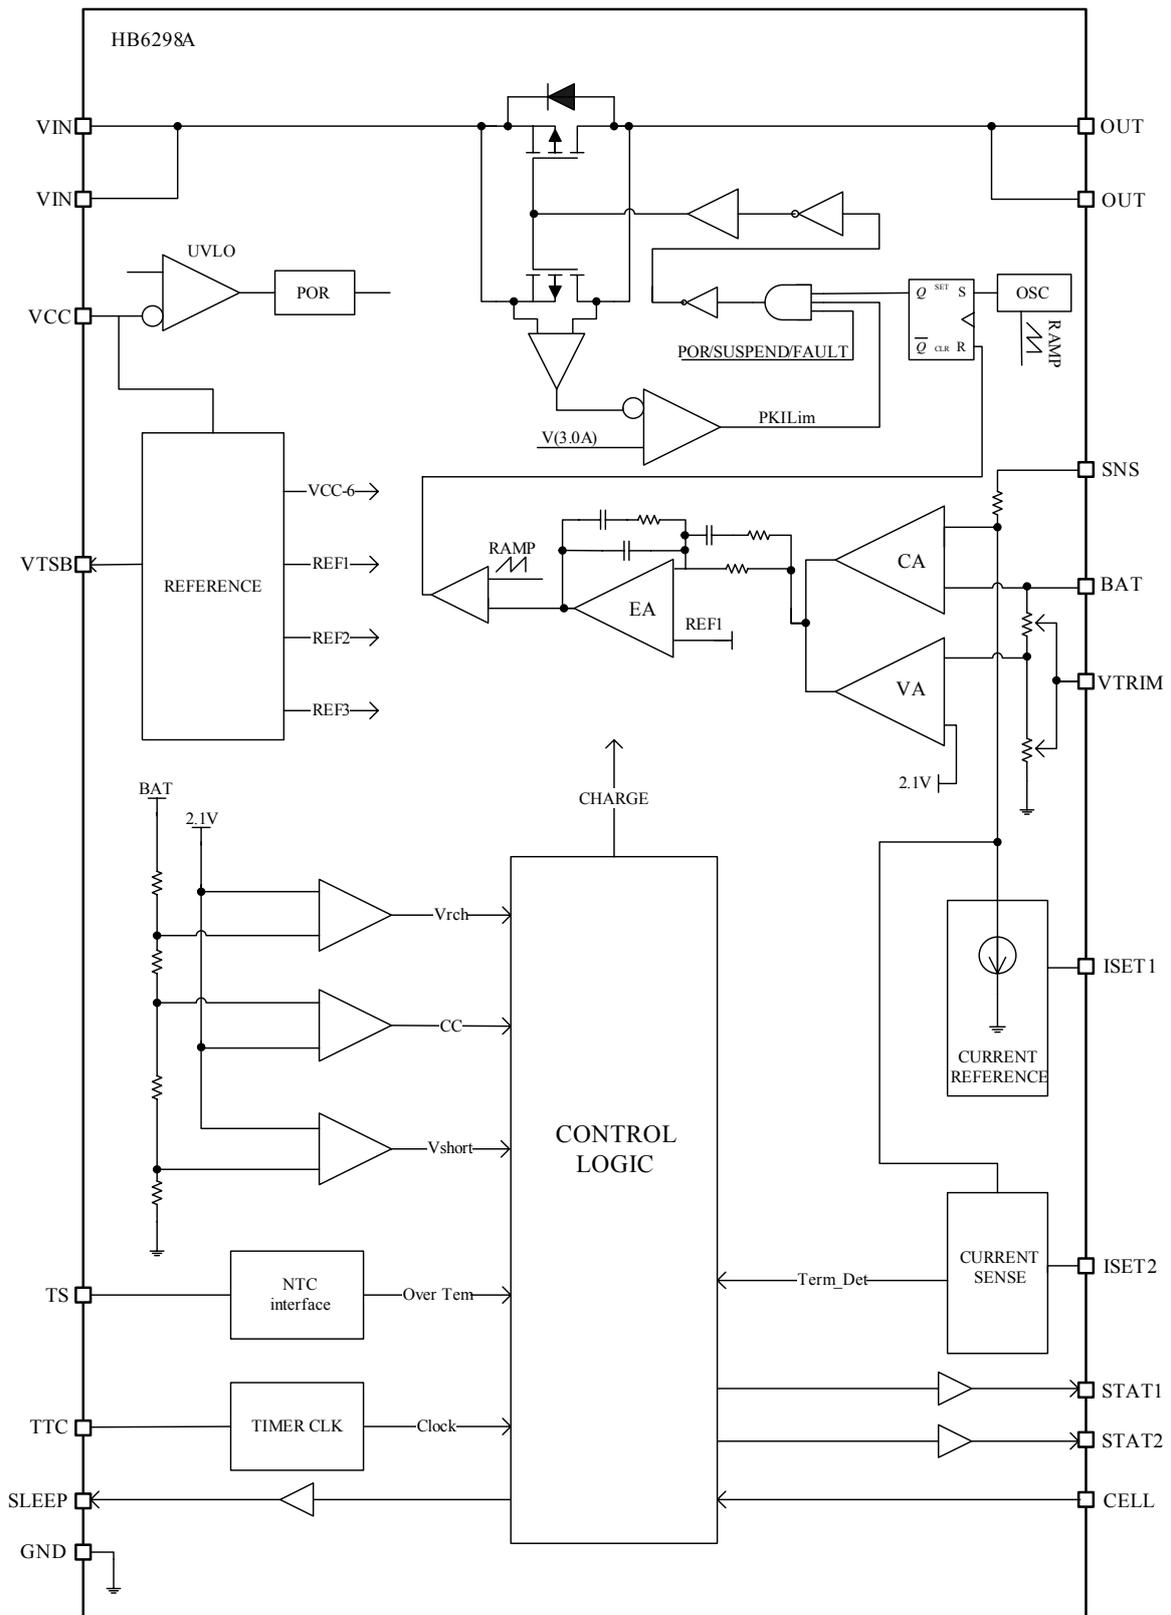 HB6298A
VIN
OUT
VIN
OUT
UVLO
POR
VCC
Q SET S
Q CLR R
OSC
RAMP
POR/SUSPEND/FAULT
PKILim
V(3.0A)
SNS
VCC-6
RAMP
VTSB
REFERENCE
REF1
EA
REF1
CA
BAT
REF2
VA
VTRIM
REF3
2.1V
BAT
2.1V
CHARGE
Vrch
CC
Vshort
CONTROL
LOGIC
ISET1
CURRENT
REFERENCE
TS
NTC
interface
Over Tem
Term_Det
CURRENT
SENSE
ISET2
STAT1
TTC
TIMER CLK
Clock
STAT2
SLEEP
CELL
GND